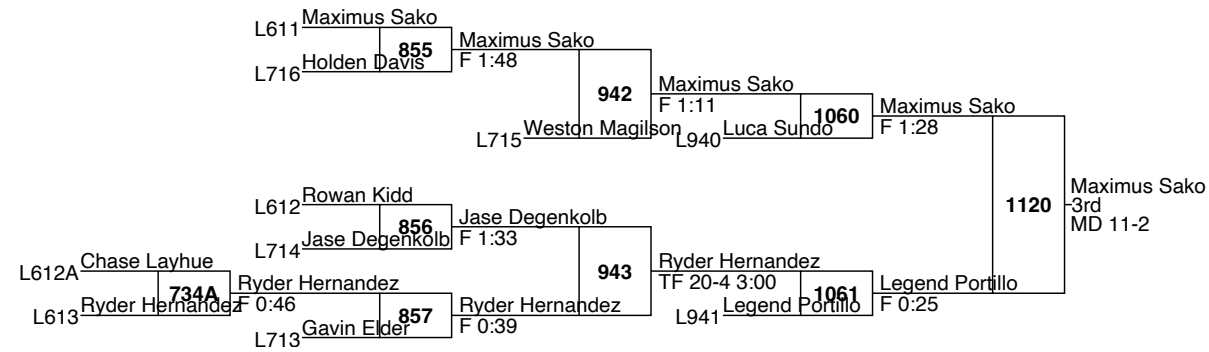 L611 Maximus Sako
855
L716 Holden Davis
Maximus Sako
F 1:48
942
L715 Weston Magilson
Maximus Sako
F 1:11
1060
L940 Luca Sundo
Maximus Sako
F 1:28
1120
Maximus Sako
3rd
MD 11-2
L612 Rowan Kidd
856
L714 Jase Degenkolb
Jase Degenkolb
F 1:33
943
L612A Chase Layhue
734A
L613 Ryder Hernandez
Ryder Hernandez
F 0:46
857
L713 Gavin Elder
Ryder Hernandez
F 0:39
Ryder Hernandez
TF 20-4 3:00
1061
L941 Legend Portillo
Legend Portillo
F 0:25